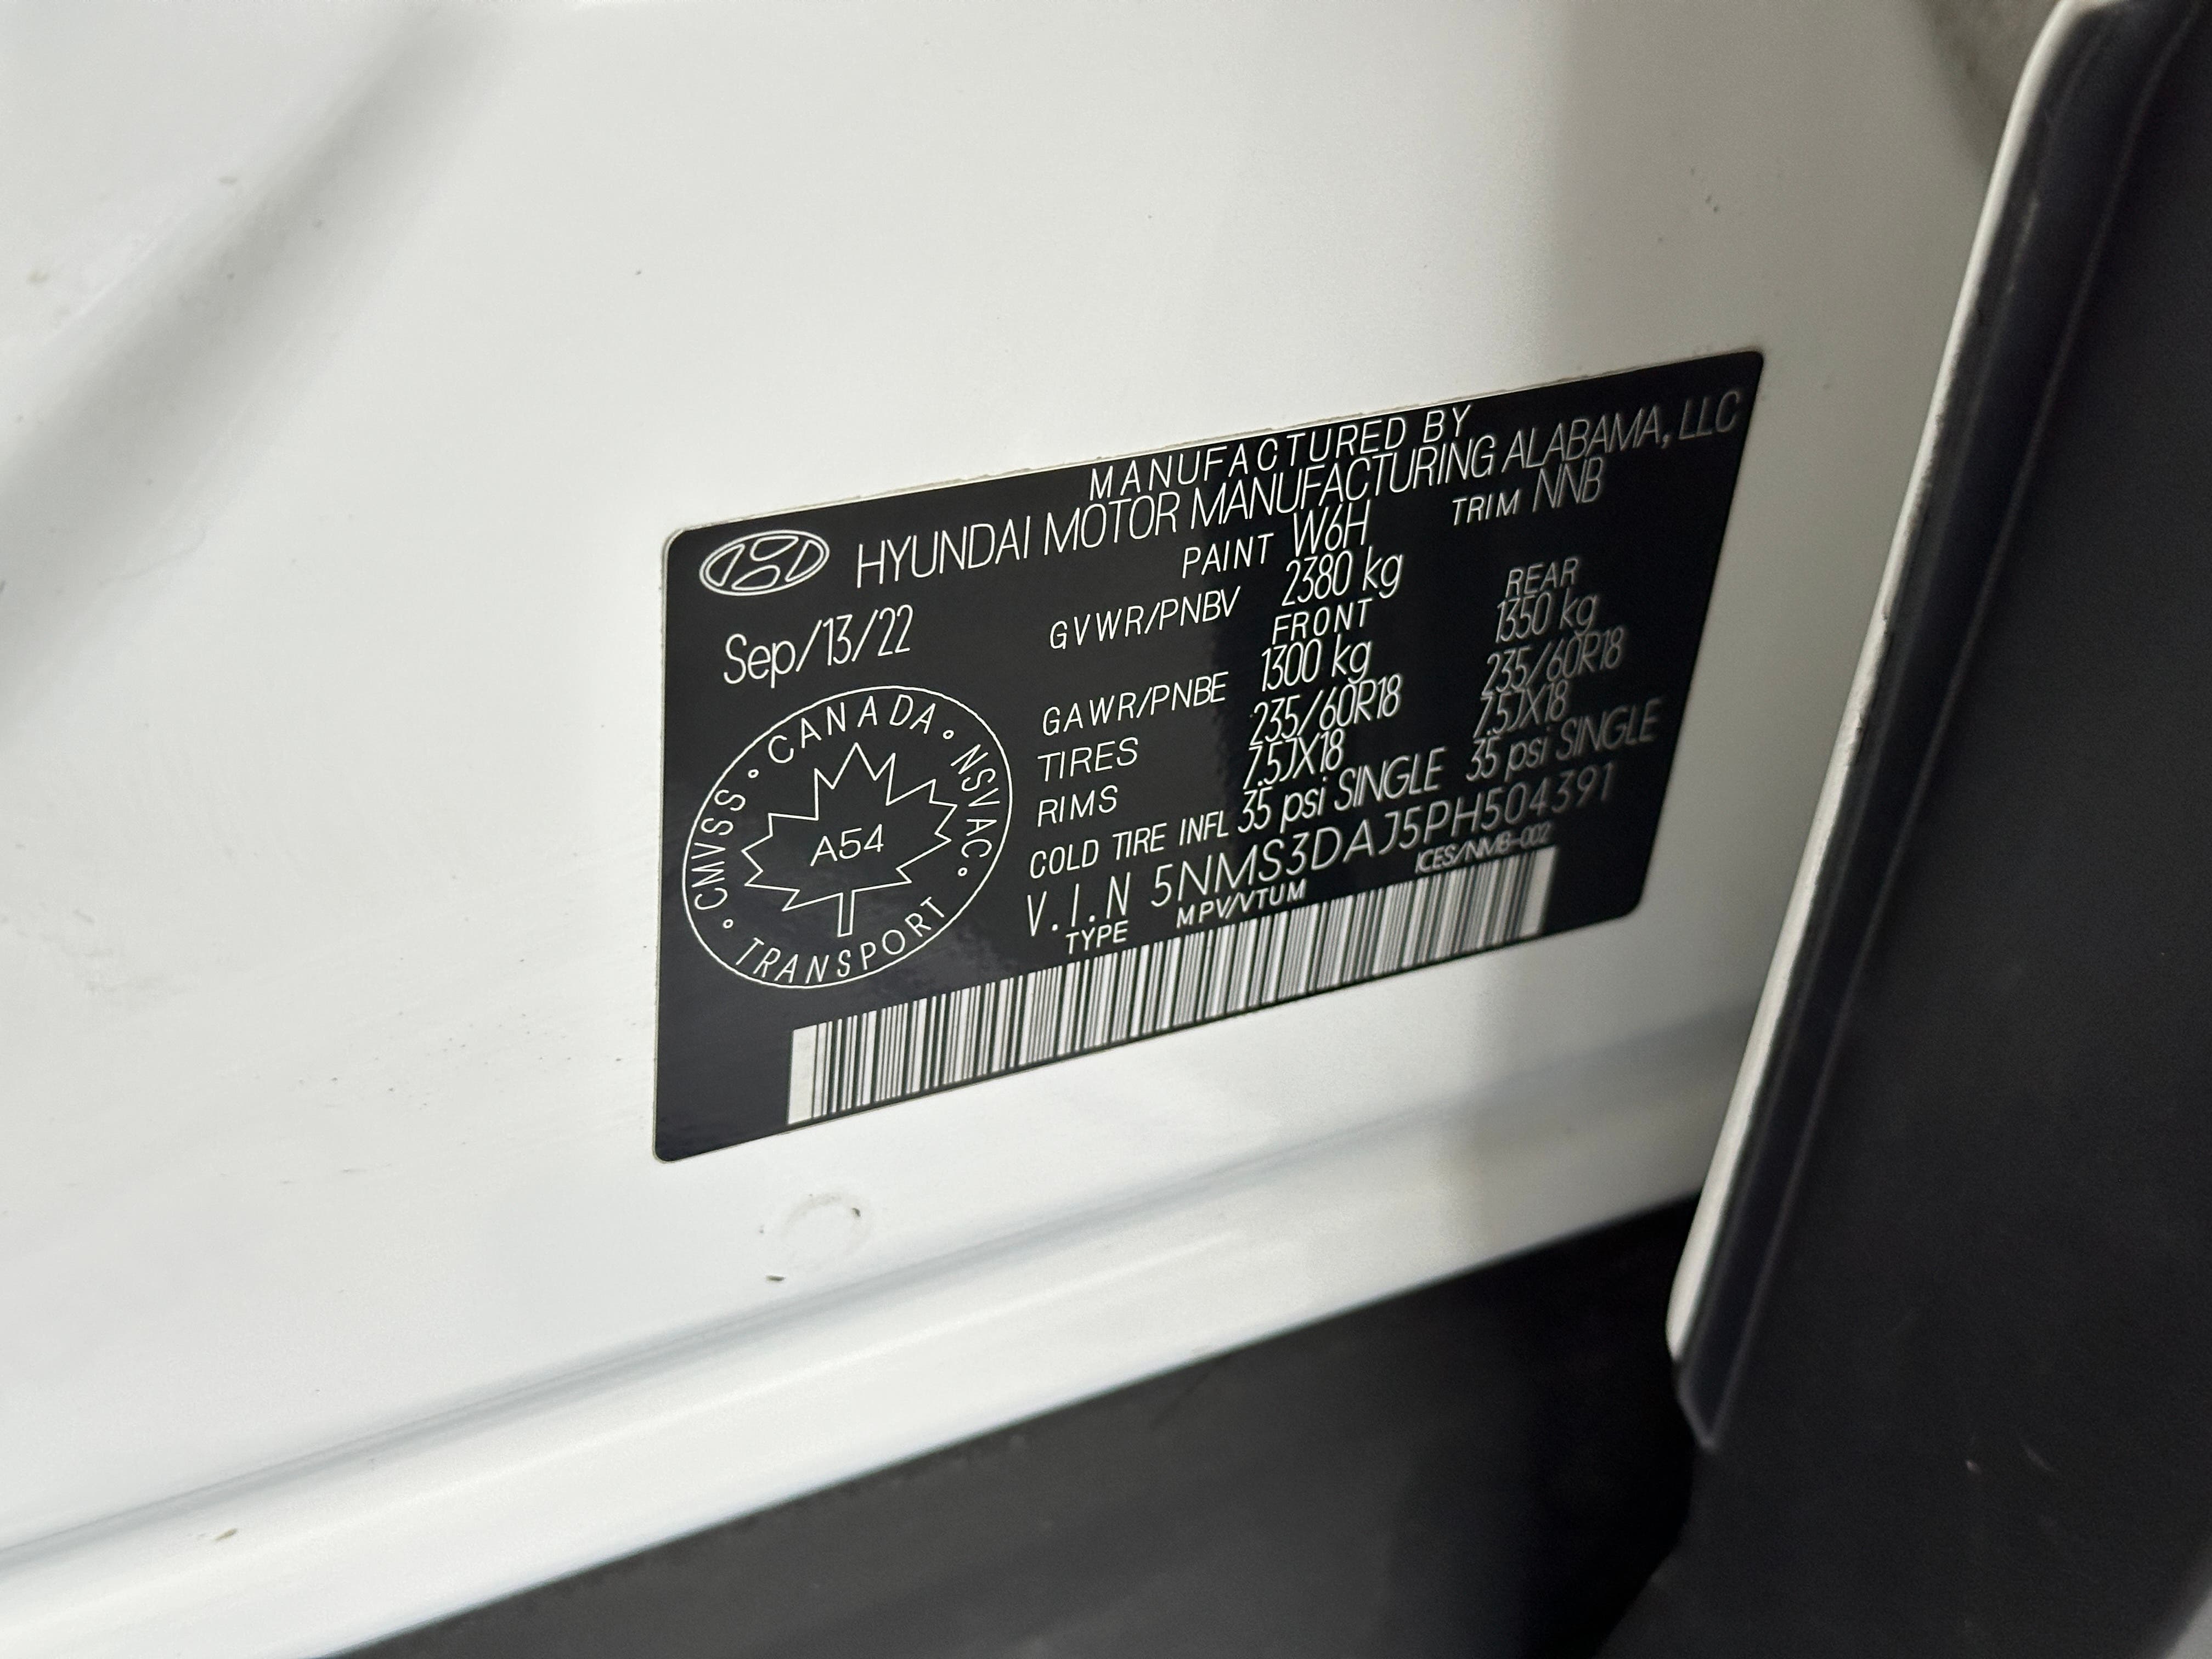 MANUFACTURED BY
HYUNDAI MOTOR MANUFACTURING ALABAMA, LLC
PAINT W6H TRIM NNB
Sep/13/22
GVWR/PNBV 2380 kg
FRONT REAR
GAWR/PNBE 1300 kg 1350 kg
TIRES 235/60R18 235/60R18
RIMS 7.5JX18 7.5JX18
COLD TIRE INFL 35 psi SINGLE 35 psi SINGLE
V.I.N 5NMS3DAJ5PH504391
TYPE MPV/VTUM ICES/NMB-002
CANADA
NSVAC
TRANSPORT
CMVSS
A54